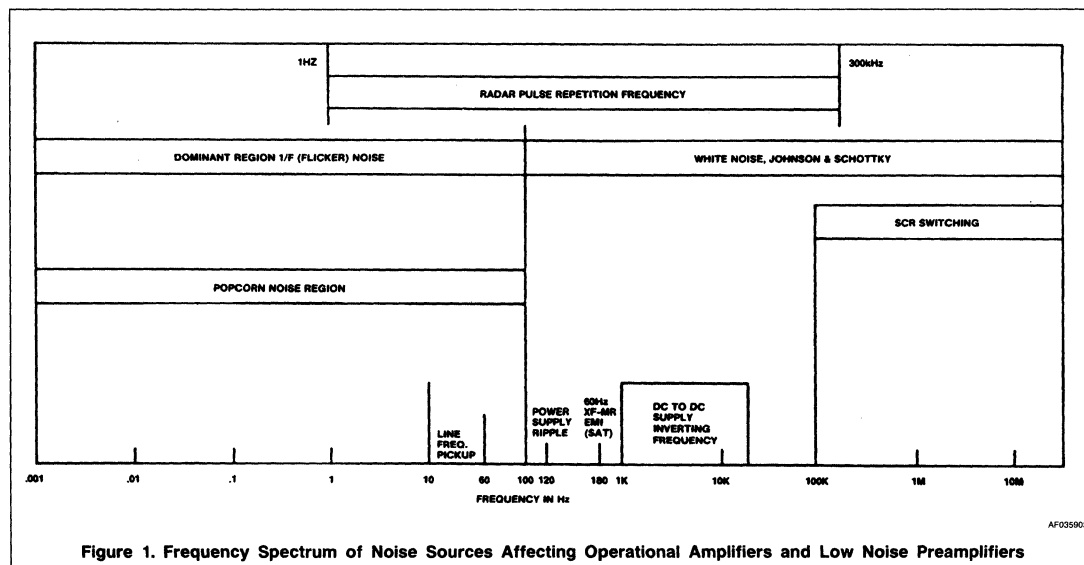 1HZ
300kHz
RADAR PULSE REPETITION FREQUENCY
DOMINANT REGION 1/F (FLICKER) NOISE
WHITE NOISE, JOHNSON & SCHOTTKY
SCR SWITCHING
POPCORN NOISE REGION
LINE
FREQ.
PICKUP
POWER
SUPPLY
RIPPLE
60Hz
XF-MR
EMI
(SAT)
DC TO DC
SUPPLY
INVERTING
FREQUENCY
.001 .01 .1 1 10 60 100 120 180 1K 10K 100K 1M 10M
FREQUENCY IN Hz
AF03590
Figure 1. Frequency Spectrum of Noise Sources Affecting Operational Amplifiers and Low Noise Preamplifiers